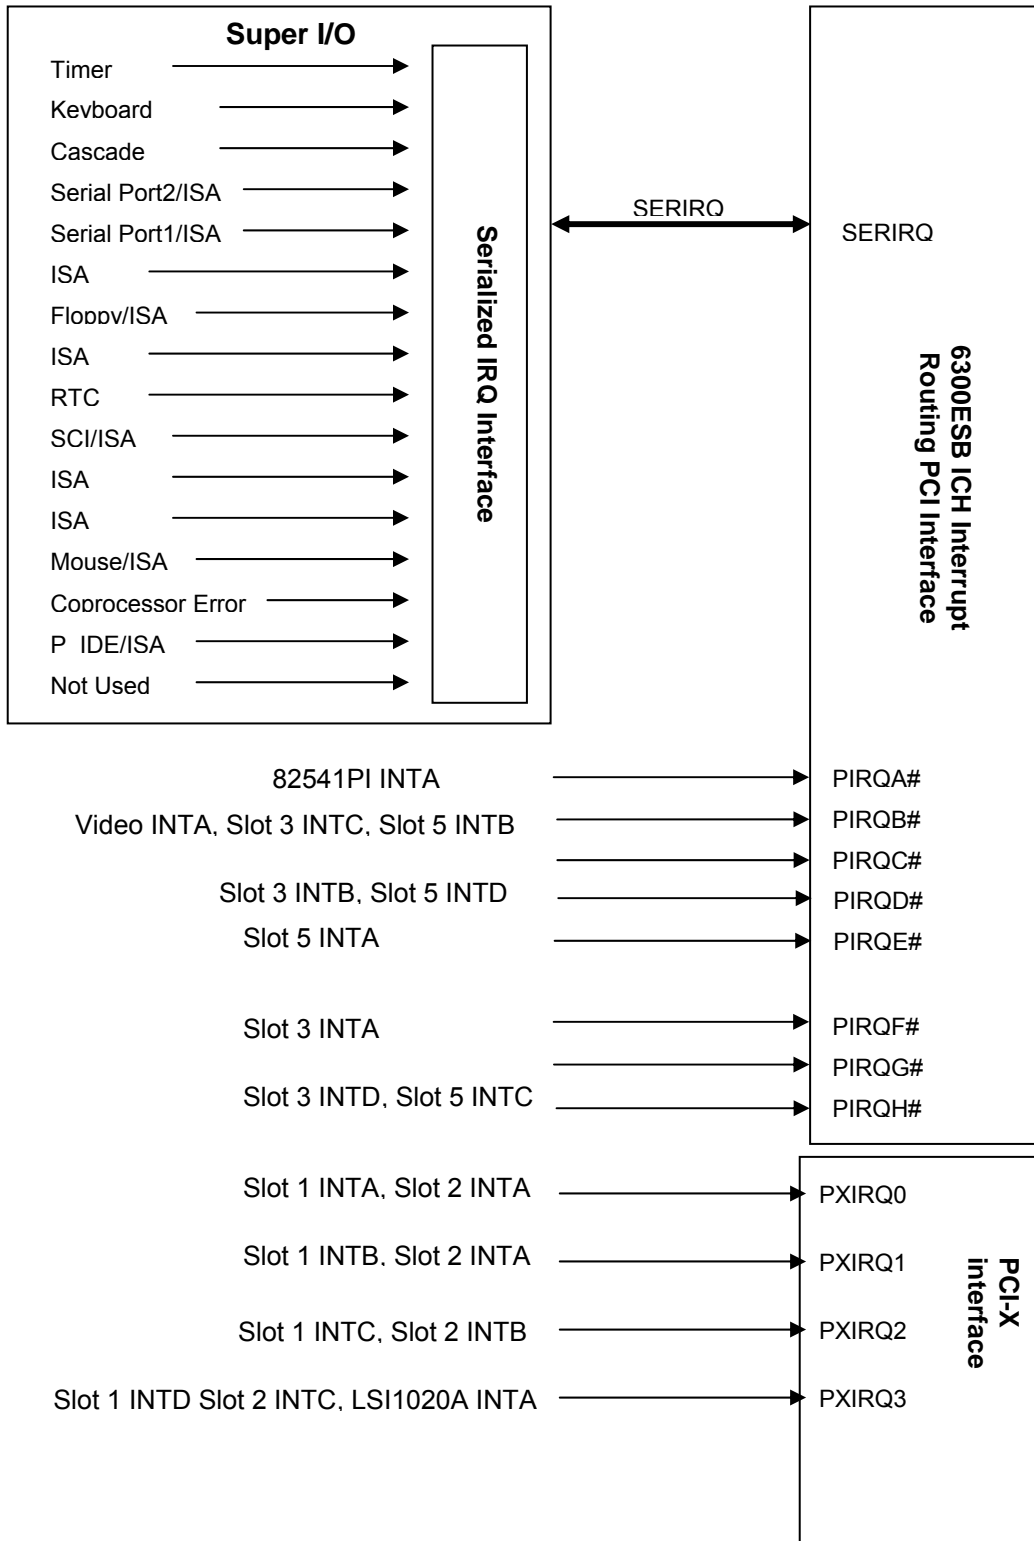 Super I/O
Timer
Keyboard
Cascade
Serial Port2/ISA
Serial Port1/ISA
ISA
Floppy/ISA
ISA
RTC
SCI/ISA
ISA
ISA
Mouse/ISA
Coprocessor Error
P_IDE/ISA
Not Used
Serialized IRQ Interface
SERIRQ
SERIRQ
6300ESB ICH Interrupt
Routing PCI Interface
82541PI INTA
PIRQA#
Video INTA, Slot 3 INTC, Slot 5 INTB
PIRQB#
PIRQC#
Slot 3 INTB, Slot 5 INTD
PIRQD#
Slot 5 INTA
PIRQE#
Slot 3 INTA
PIRQF#
PIRQG#
Slot 3 INTD, Slot 5 INTC
PIRQH#
Slot 1 INTA, Slot 2 INTA
PXIRQ0
Slot 1 INTB, Slot 2 INTA
PXIRQ1
Slot 1 INTC, Slot 2 INTB
PXIRQ2
Slot 1 INTD Slot 2 INTC, LSI1020A INTA
PXIRQ3
PCI-X
interface